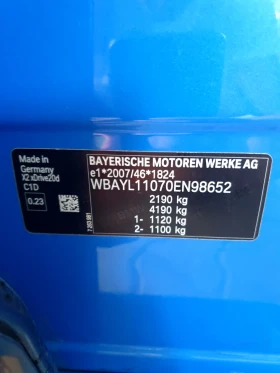 Made in
Germany
X2 xDrive20d
C1D
0.23
BAYERISCHE MOTOREN WERKE AG
e1*2007/46*1824
WBAYL11070EN98652
2190 kg
4190 kg
1- 1120 kg
2- 1100 kg